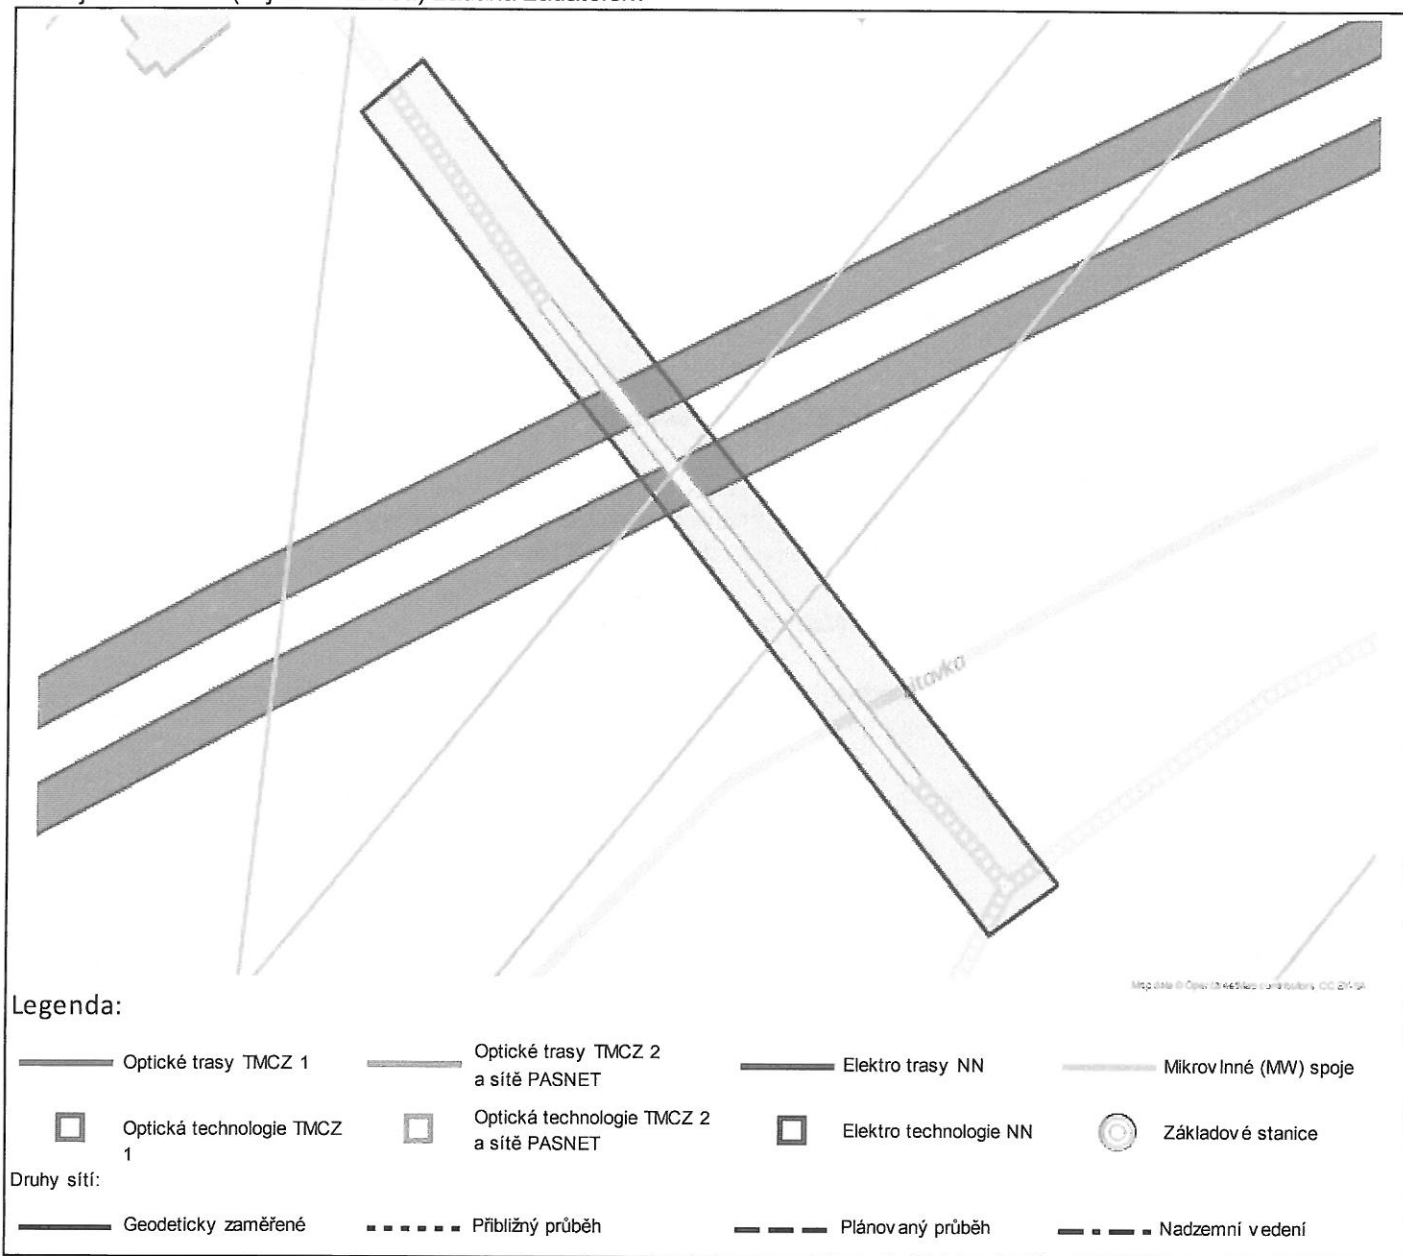 Litavka
Legenda:
Optické trasy TMCZ 1
Optické trasy TMCZ 2
a sítě PASNET
Elektro trasy NN
Mikrovlnné (MW) spoje
Optická technologie TMCZ
1
Optická technologie TMCZ 2
a sítě PASNET
Elektro technologie NN
Základové stanice
Druhy sítí:
Geodeticky zaměřené
Přibližný průběh
Plánovaný průběh
Nadzemní vedení